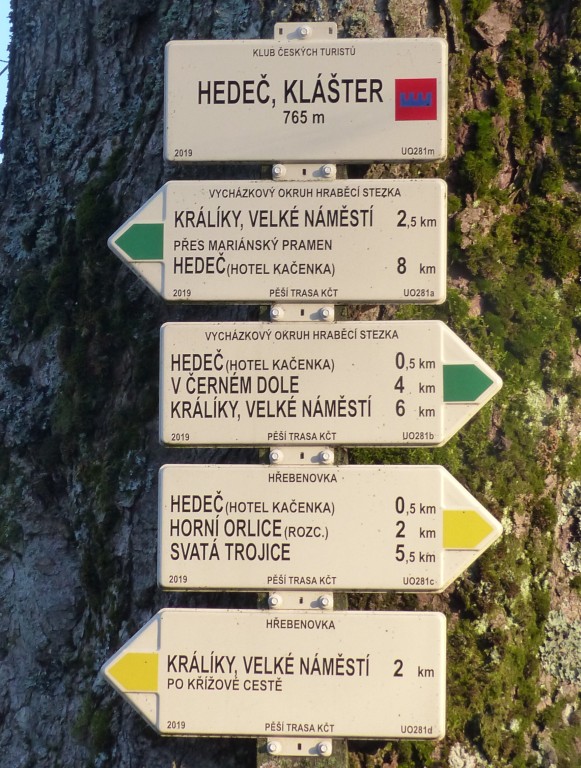 KLUB ČESKÝCH TURISTŮ
HEDEČ, KLÁŠTER
765 m
2019 UO281m
VYCHÁZKOVÝ OKRUH HRABĚCÍ STEZKA
KRÁLÍKY, VELKÉ NÁMĚSTÍ 2,5 km
PŘES MARIÁNSKÝ PRAMEN
HEDEČ (HOTEL KAČENKA) 8 km
2019 PĚŠÍ TRASA KČT UO281a
VYCHÁZKOVÝ OKRUH HRABĚCÍ STEZKA
HEDEČ (HOTEL KAČENKA) 0,5 km
V ČERNÉM DOLE 4 km
KRÁLÍKY, VELKÉ NÁMĚSTÍ 6 km
2019 PĚŠÍ TRASA KČT UO281b
HŘEBENOVKA
HEDEČ (HOTEL KAČENKA) 0,5 km
HORNÍ ORLICE (ROZC.) 2 km
SVATÁ TROJICE 5,5 km
2019 PĚŠÍ TRASA KČT UO281c
HŘEBENOVKA
KRÁLÍKY, VELKÉ NÁMĚSTÍ 2 km
PO KŘÍŽOVÉ CESTĚ
2019 PĚŠÍ TRASA KČT UO281d